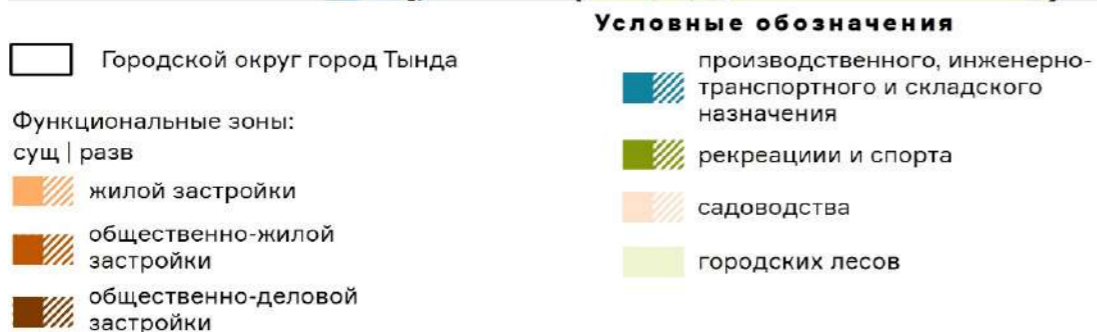 Условные обозначения
Городской округ город Тында
Функциональные зоны:
сущ | разв
жилой застройки
общественно-жилой
застройки
общественно-деловой
застройки
производственного, инженерно-
транспортного и складского
назначения
рекреациии и спорта
садоводства
городских лесов